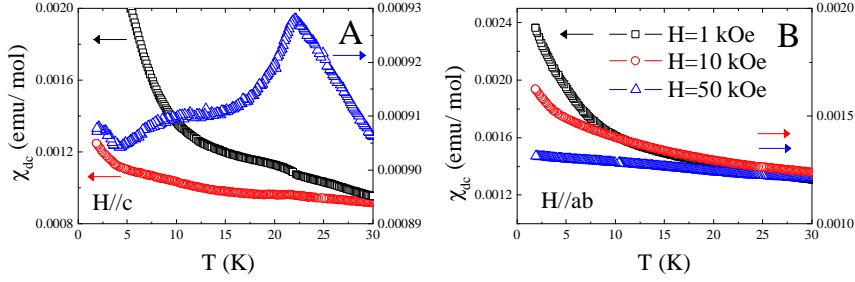 0.0020
0.0016
0.0012
0.0008
χdc (emu/ mol)
0 5 10 15 20 25 30
T (K)
0.00093
0.00092
0.00091
0.00090
0.00089
A
H//c
0.0024
0.0020
0.0016
0.0012
χdc (emu/ mol)
0 5 10 15 20 25 30
T (K)
0.0020
0.0015
0.0010
B
H=1 kOe
H=10 kOe
H=50 kOe
H//ab